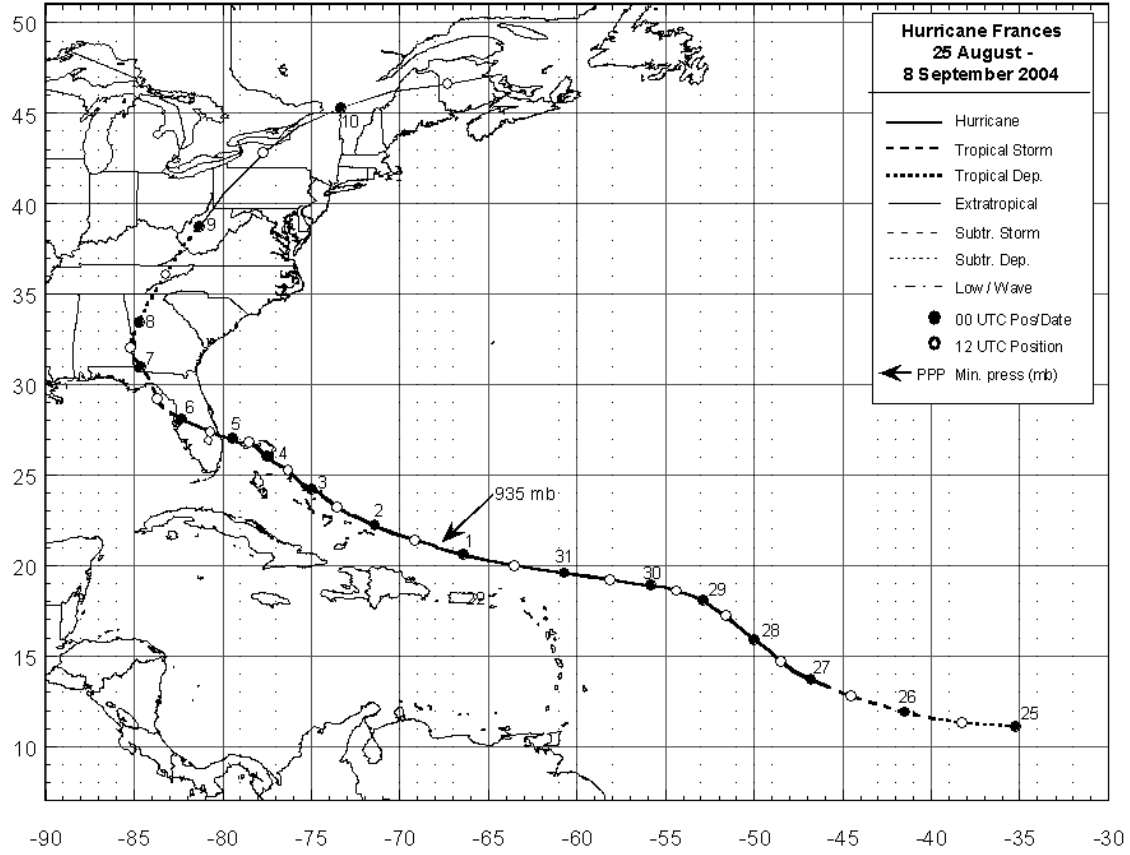 50
45
40
35
30
25
20
15
10
-90 -85 -80 -75 -70 -65 -60 -55 -50 -45 -40 -35 -30
Hurricane Frances
25 August -
8 September 2004
Hurricane
Tropical Storm
Tropical Dep.
Extratropical
Subtr. Storm
Subtr. Dep.
Low / Wave
00 UTC Pos/Date
12 UTC Position
PPP Min. press (mb)
10
9
8
7
6
5
4
3
2
935 mb
1
31
30
29
28
27
26
25